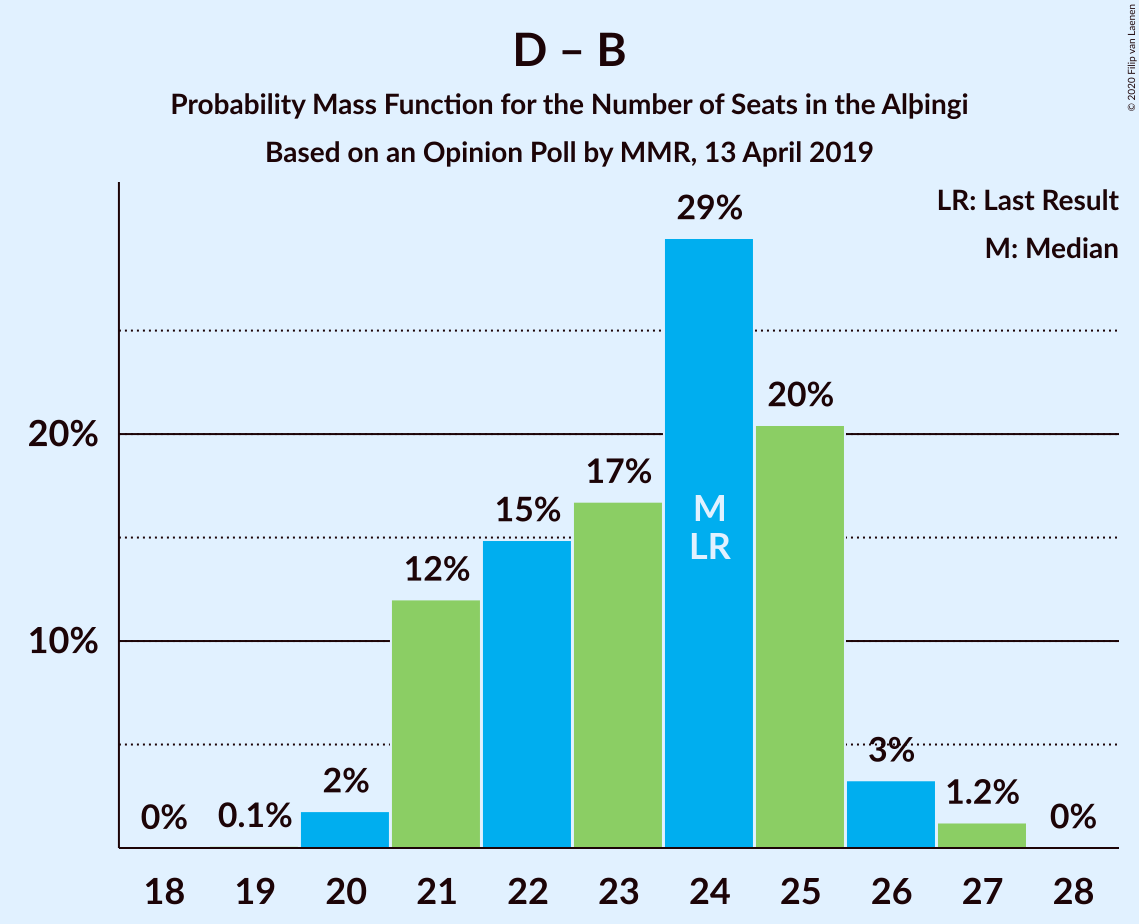 D – B
Probability Mass Function for the Number of Seats in the Alþingi
Based on an Opinion Poll by MMR, 13 April 2019
© 2020 Filip van Laenen
LR: Last Result
M: Median
29%
20%
20%
17%
15%
M
LR
12%
10%
3%
2%
1.2%
0%
0.1%
0%
18 19 20 21 22 23 24 25 26 27 28